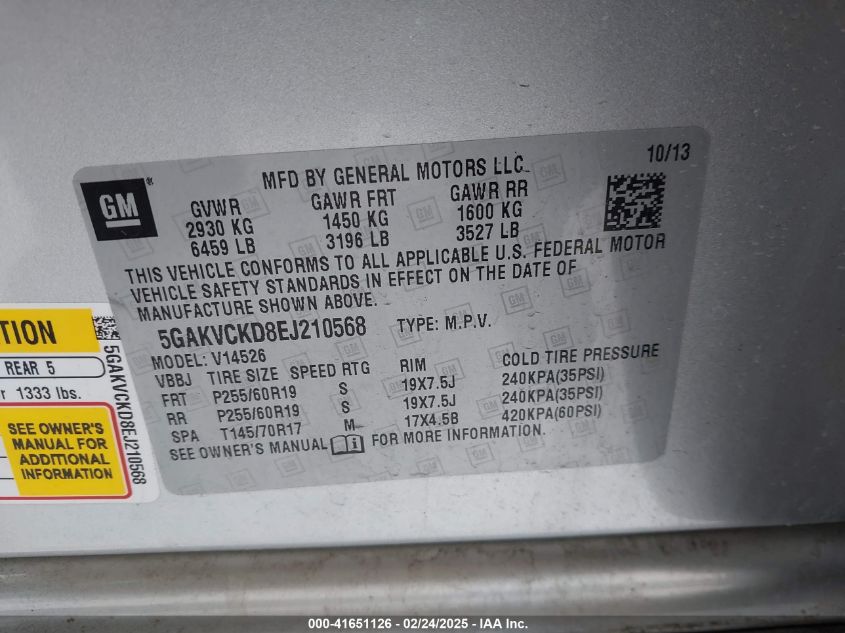 10/13
MFD BY GENERAL MOTORS LLC
GM
GVWR GAWR FRT GAWR RR
2930 KG 1450 KG 1600 KG
6459 LB 3196 LB 3527 LB
THIS VEHICLE CONFORMS TO ALL APPLICABLE U.S. FEDERAL MOTOR
VEHICLE SAFETY STANDARDS IN EFFECT ON THE DATE OF
MANUFACTURE SHOWN ABOVE.
5GAKVCKD8EJ210568 TYPE: M.P.V.
MODEL: V14526
VBBJ TIRE SIZE SPEED RTG RIM COLD TIRE PRESSURE
FRT P255/60R19 S 19X7.5J 240KPA(35PSI)
RR P255/60R19 S 19X7.5J 240KPA(35PSI)
SPA T145/70R17 M 17X4.5B 420KPA(60PSI)
SEE OWNER'S MANUAL FOR MORE INFORMATION.
REAR 5
1333 lbs.
SEE OWNER'S
MANUAL FOR
ADDITIONAL
INFORMATION
5GAKVCKD8EJ210568
000-41651126 - 02/24/2025 - IAA Inc.